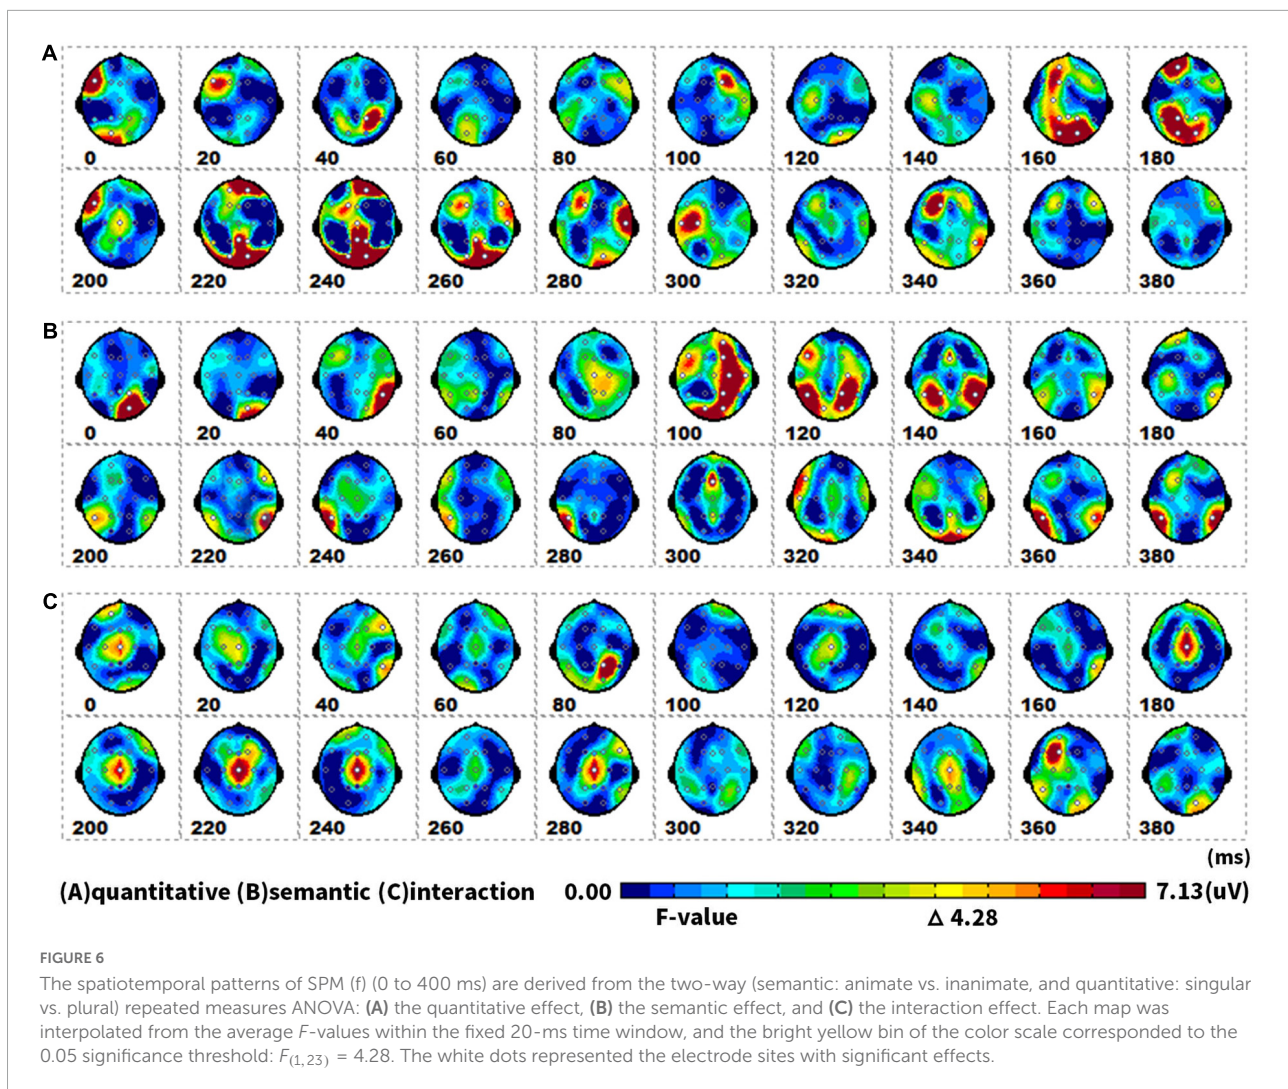 A
0 20 40 60 80 100 120 140 160 180
200 220 240 260 280 300 320 340 360 380
B
0 20 40 60 80 100 120 140 160 180
200 220 240 260 280 300 320 340 360 380
C
0 20 40 60 80 100 120 140 160 180
200 220 240 260 280 300 320 340 360 380
(ms)
(A)quantitative (B)semantic (C)interaction 0.00 7.13(uV)
F-value Δ 4.28
FIGURE 6
The spatiotemporal patterns of SPM (f) (0 to 400 ms) are derived from the two-way (semantic: animate vs. inanimate, and quantitative: singular
vs. plural) repeated measures ANOVA: (A) the quantitative effect, (B) the semantic effect, and (C) the interaction effect. Each map was
interpolated from the average F-values within the fixed 20-ms time window, and the bright yellow bin of the color scale corresponded to the
0.05 significance threshold: F(1,23) = 4.28. The white dots represented the electrode sites with significant effects.